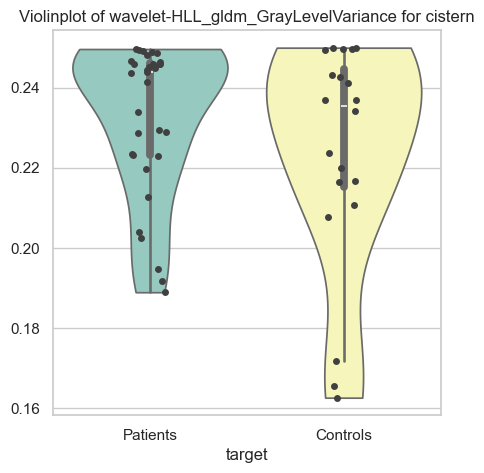 Violinplot of wavelet-HLL_gldm_GrayLevelVariance for cistern
0.24
0.22
0.20
0.18
0.16
Patients
Controls
target